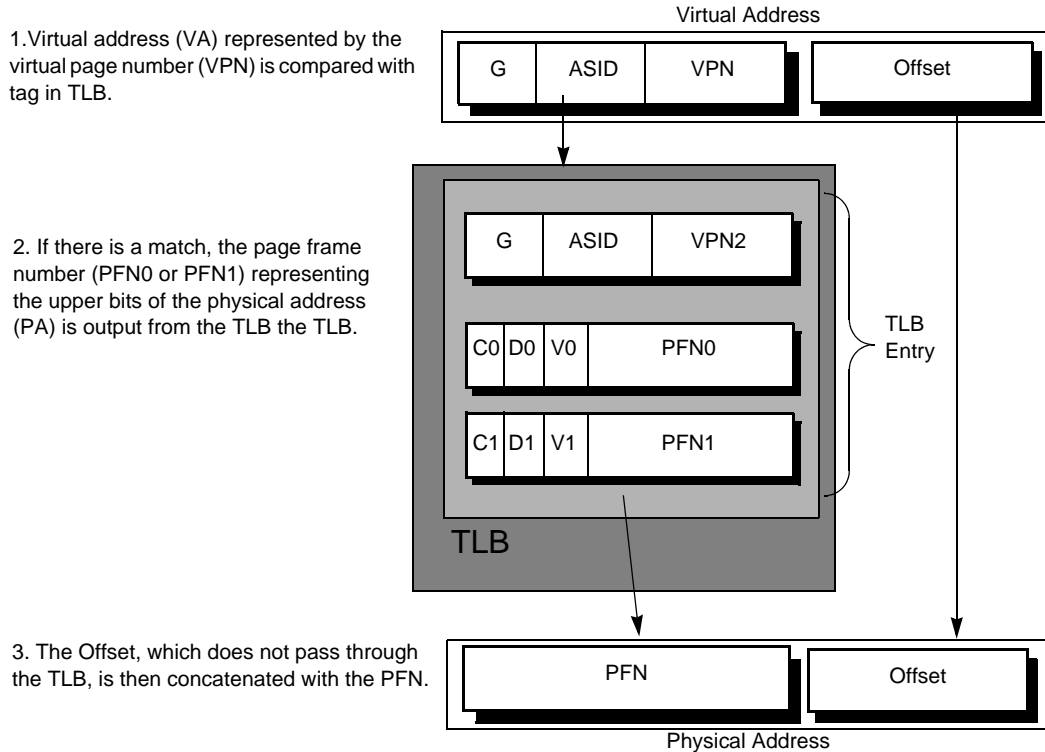 Virtual Address
1.Virtual address (VA) represented by the
virtual page number (VPN) is compared with
tag in TLB.
G ASID VPN Offset
2. If there is a match, the page frame
number (PFN0 or PFN1) representing
the upper bits of the physical address
(PA) is output from the TLB the TLB.
G ASID VPN2
C0 D0 V0 PFN0
C1 D1 V1 PFN1
TLB
Entry
TLB
3. The Offset, which does not pass through
the TLB, is then concatenated with the PFN.
PFN Offset
Physical Address